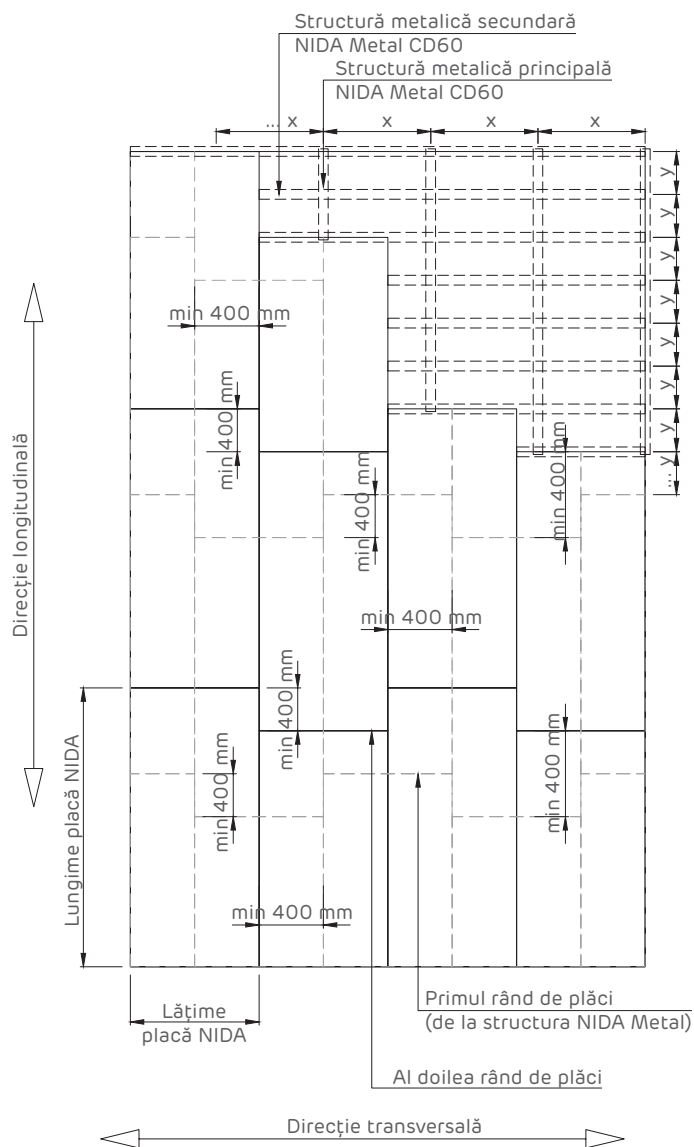 Structură metalică secundară
NIDA Metal CD60
Structură metalică principală
NIDA Metal CD60
... x
x
x
x
y
y
y
y
y
y
y
... y
min 400 mm
min 400 mm
min 400 mm
min 400 mm
min 400 mm
min 400 mm
min 400 mm
min 400 mm
min 400 mm
Direcție longitudinală
Lungime placă NIDA
Lățime
placă NIDA
Primul rând de plăci
(de la structura NIDA Metal)
Al doilea rând de plăci
Direcție transversală